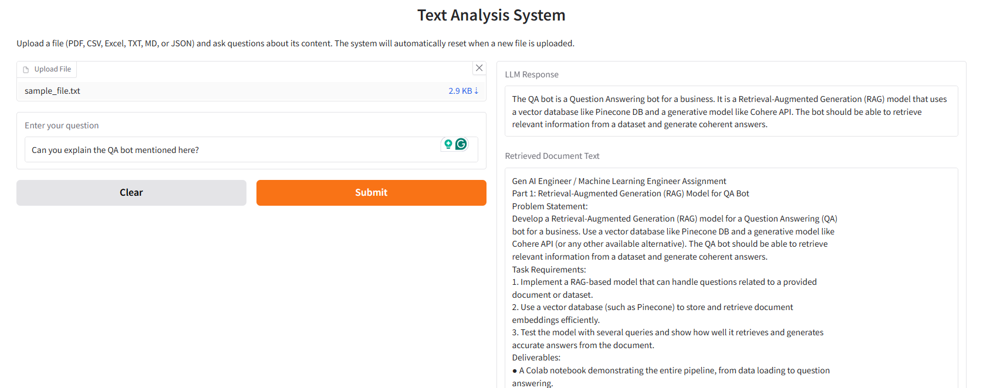 Text Analysis System
Upload a file (PDF, CSV, Excel, TXT, MD, or JSON) and ask questions about its content. The system will automatically reset when a new file is uploaded.
Upload File
sample_file.txt
2.9 KB ↓
Enter your question
Can you explain the QA bot mentioned here?
Clear
Submit
LLM Response
The QA bot is a Question Answering bot for a business. It is a Retrieval-Augmented Generation (RAG) model that uses
a vector database like Pinecone DB and a generative model like Cohere API. The bot should be able to retrieve
relevant information from a dataset and generate coherent answers.
Retrieved Document Text
Gen AI Engineer / Machine Learning Engineer Assignment
Part 1: Retrieval-Augmented Generation (RAG) Model for QA Bot
Problem Statement:
Develop a Retrieval-Augmented Generation (RAG) model for a Question Answering (QA)
bot for a business. Use a vector database like Pinecone DB and a generative model like
Cohere API (or any other available alternative). The QA bot should be able to retrieve
relevant information from a dataset and generate coherent answers.
Task Requirements:
1. Implement a RAG-based model that can handle questions related to a provided
document or dataset.
2. Use a vector database (such as Pinecone) to store and retrieve document
embeddings efficiently.
3. Test the model with several queries and show how well it retrieves and generates
accurate answers from the document.
Deliverables:
● A Colab notebook demonstrating the entire pipeline, from data loading to question
answering.